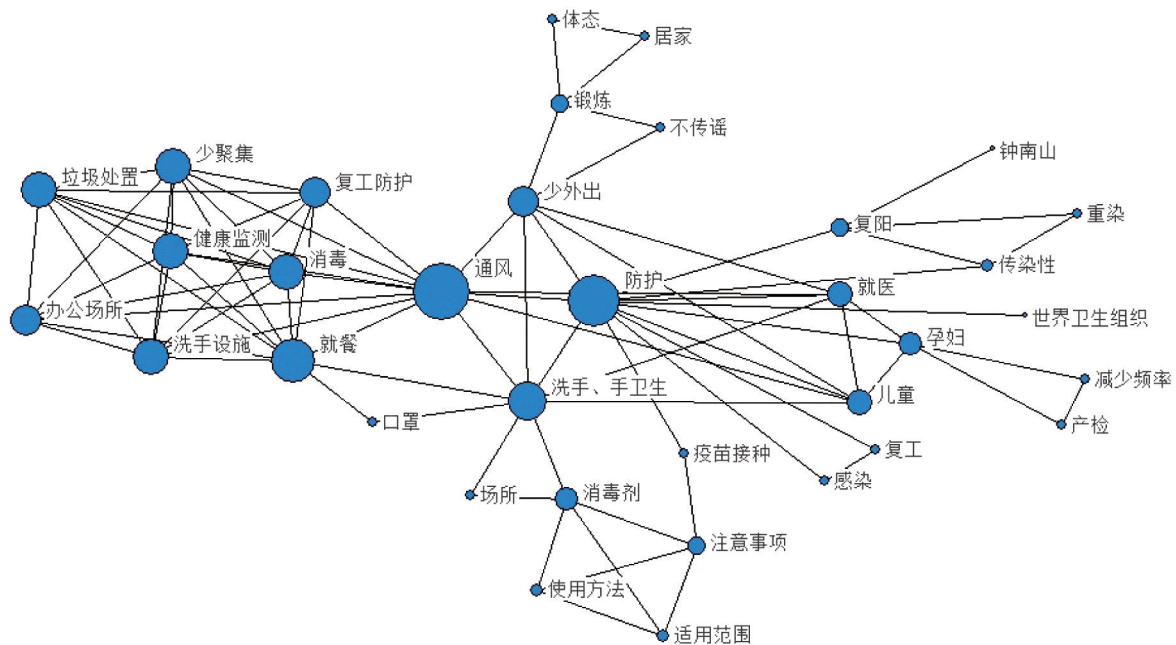 体态
居家
锻炼
不传谣
钟南山
少聚集
垃圾处置
复工防护
少外出
重染
复阳
健康监测
消毒
通风
防护
传染性
就医
办公场所
世界卫生组织
洗手设施
就餐
孕妇
减少频率
洗手、手卫生
儿童
口罩
产检
疫苗接种
复工
感染
场所
消毒剂
注意事项
使用方法
适用范围